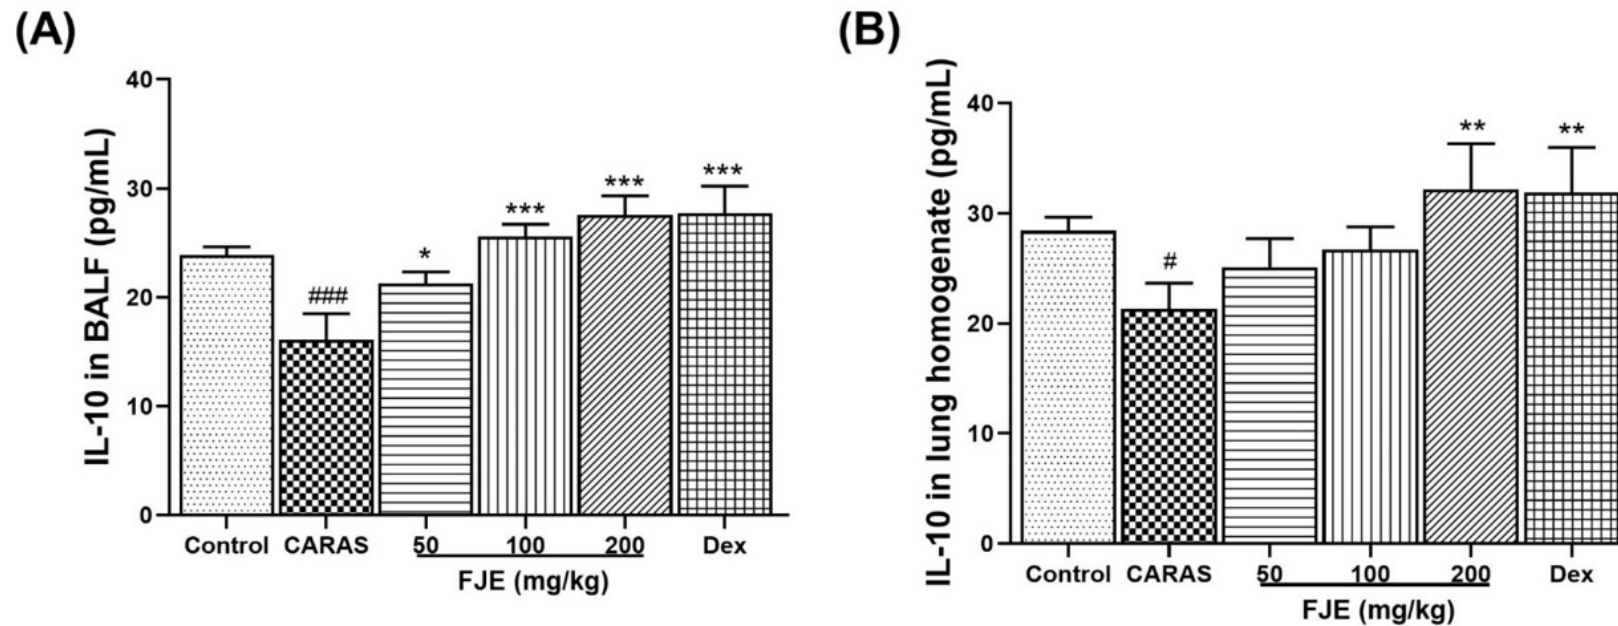 (A)
IL-10 in BALF (pg/mL)
40
30
20
10
0
###
*
***
***
***
Control CARAS 50 100 200 Dex
FJE (mg/kg)
(B)
IL-10 in lung homogenate (pg/mL)
40
30
20
10
0
#
**
**
Control CARAS 50 100 200 Dex
FJE (mg/kg)